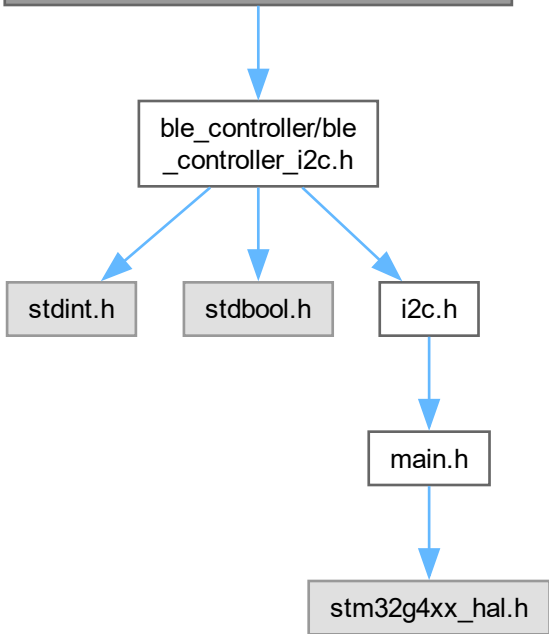 ble_controller/ble
_controller_i2c.h
stdint.h
stdbool.h
i2c.h
main.h
stm32g4xx_hal.h